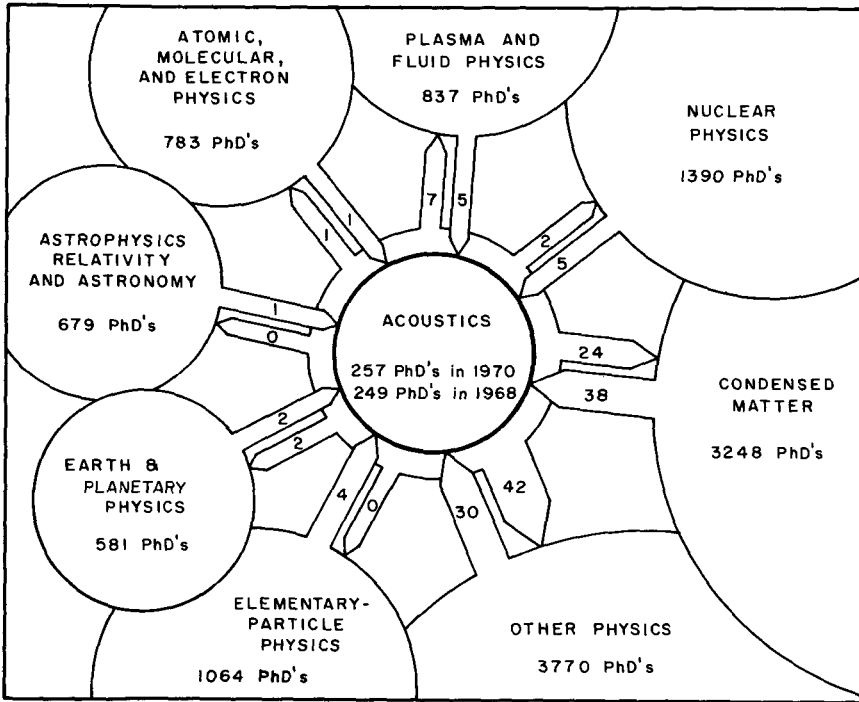 ATOMIC,
MOLECULAR,
AND ELECTRON
PHYSICS
783 PhD's
PLASMA AND
FLUID PHYSICS
837 PhD's
NUCLEAR
PHYSICS
1390 PhD's
7
5
1
1
2
5
ASTROPHYSICS
RELATIVITY
AND ASTRONOMY
679 PhD's
1
0
ACOUSTICS
257 PhD's in 1970
249 PhD's in 1968
24
38
CONDENSED
MATTER
3248 PhD's
2
2
EARTH &
PLANETARY
PHYSICS
581 PhD's
4
0
30
42
ELEMENTARY-
PARTICLE
PHYSICS
1064 PhD's
OTHER PHYSICS
3770 PhD's